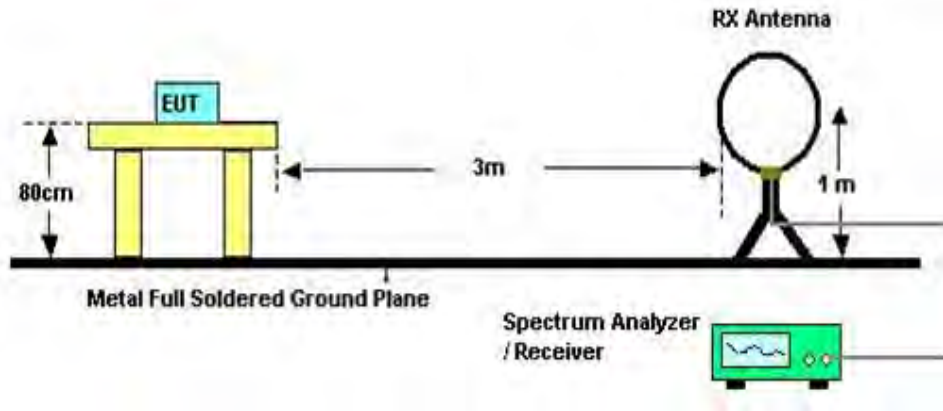 RX Antenna
EUT
80cm
3m
1 m
Metal Full Soldered Ground Plane
Spectrum Analyzer
/ Receiver